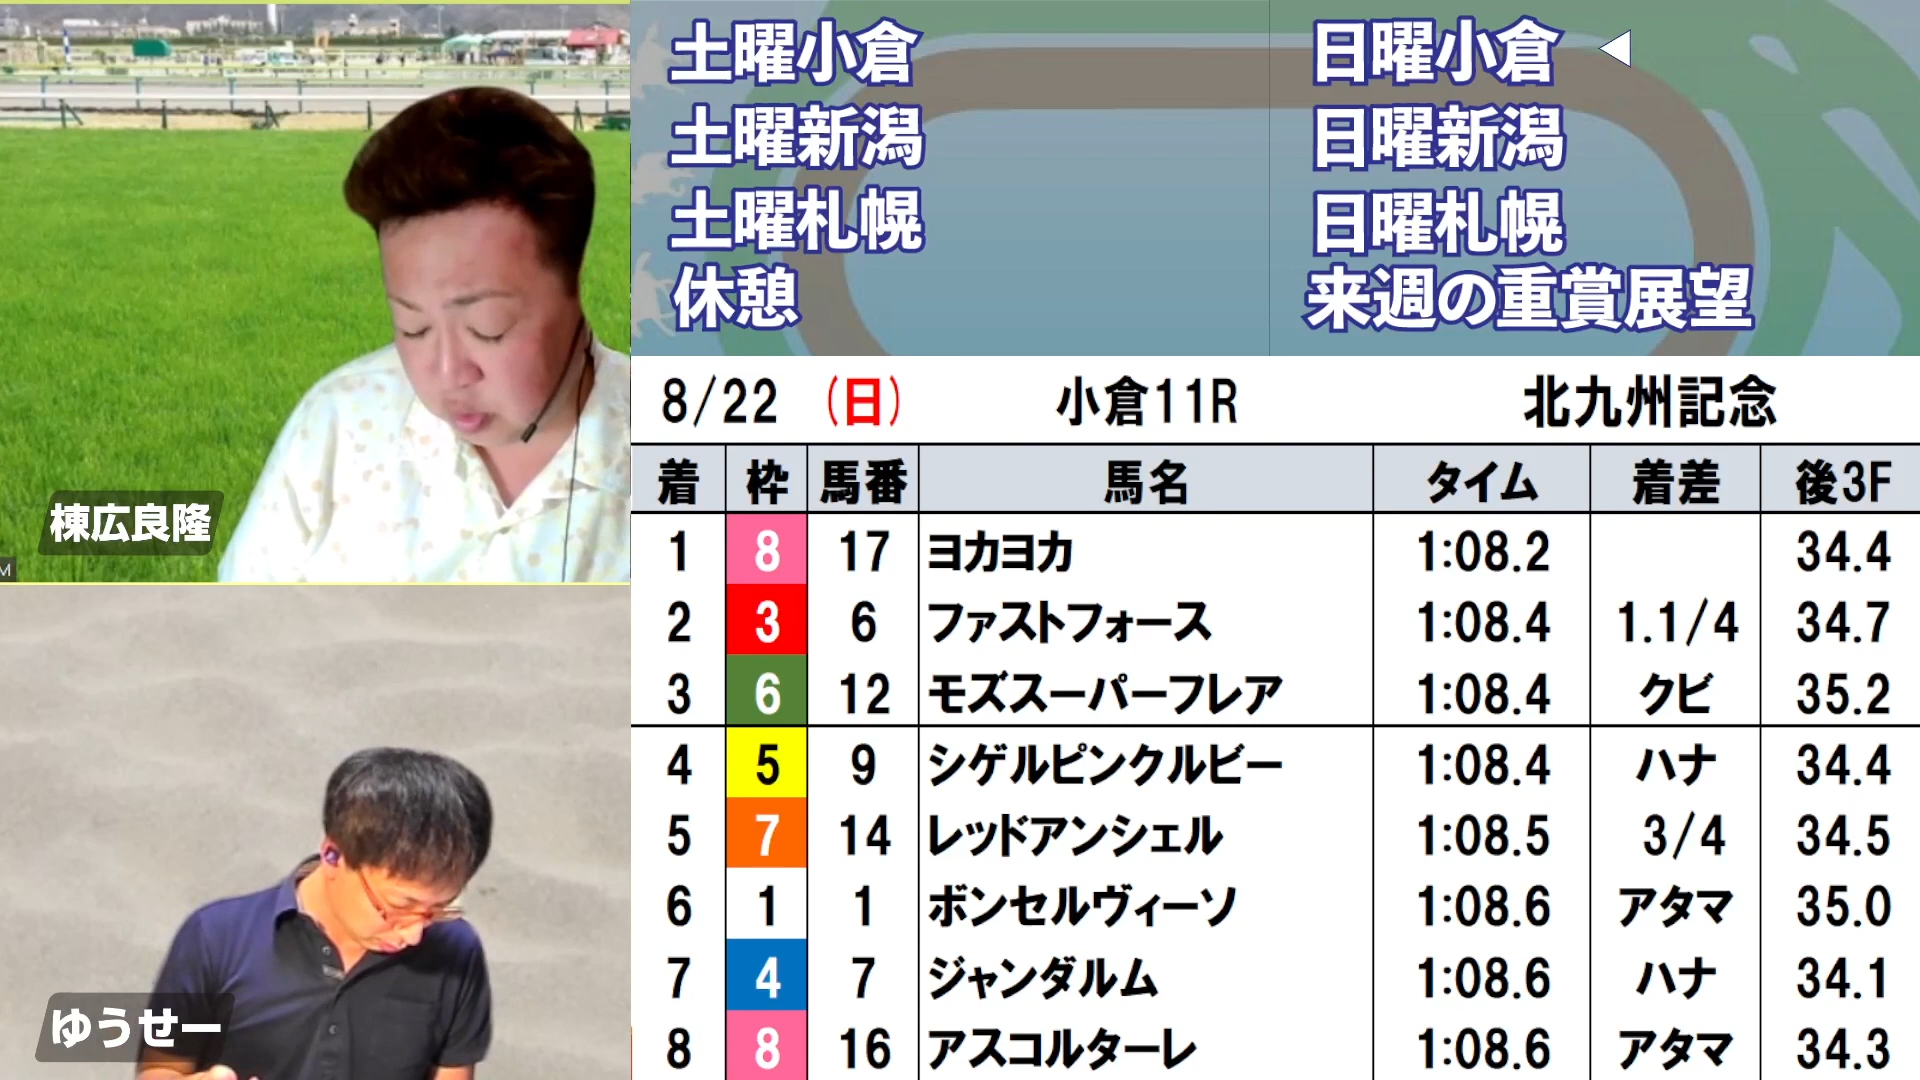 土曜小倉
土曜新潟
土曜札幌
休憩
日曜小倉
日曜新潟
日曜札幌
来週の重賞展望
8/22 (日) 小倉11R 北九州記念
着 枠 馬番 馬名 タイム 着差 後3F
1 8 17 ヨカヨカ 1:08.2 34.4
2 3 6 ファストフォース 1:08.4 1.1/4 34.7
3 6 12 モズスーパーフレア 1:08.4 クビ 35.2
4 5 9 シゲルピンクルビー 1:08.4 ハナ 34.4
5 7 14 レッドアンシェル 1:08.5 3/4 34.5
6 1 1 ボンセルヴィーソ 1:08.6 アタマ 35.0
7 4 7 ジャンダルム 1:08.6 ハナ 34.1
8 8 16 アスコルターレ 1:08.6 アタマ 34.3
棟広良隆
M
ゆうせー